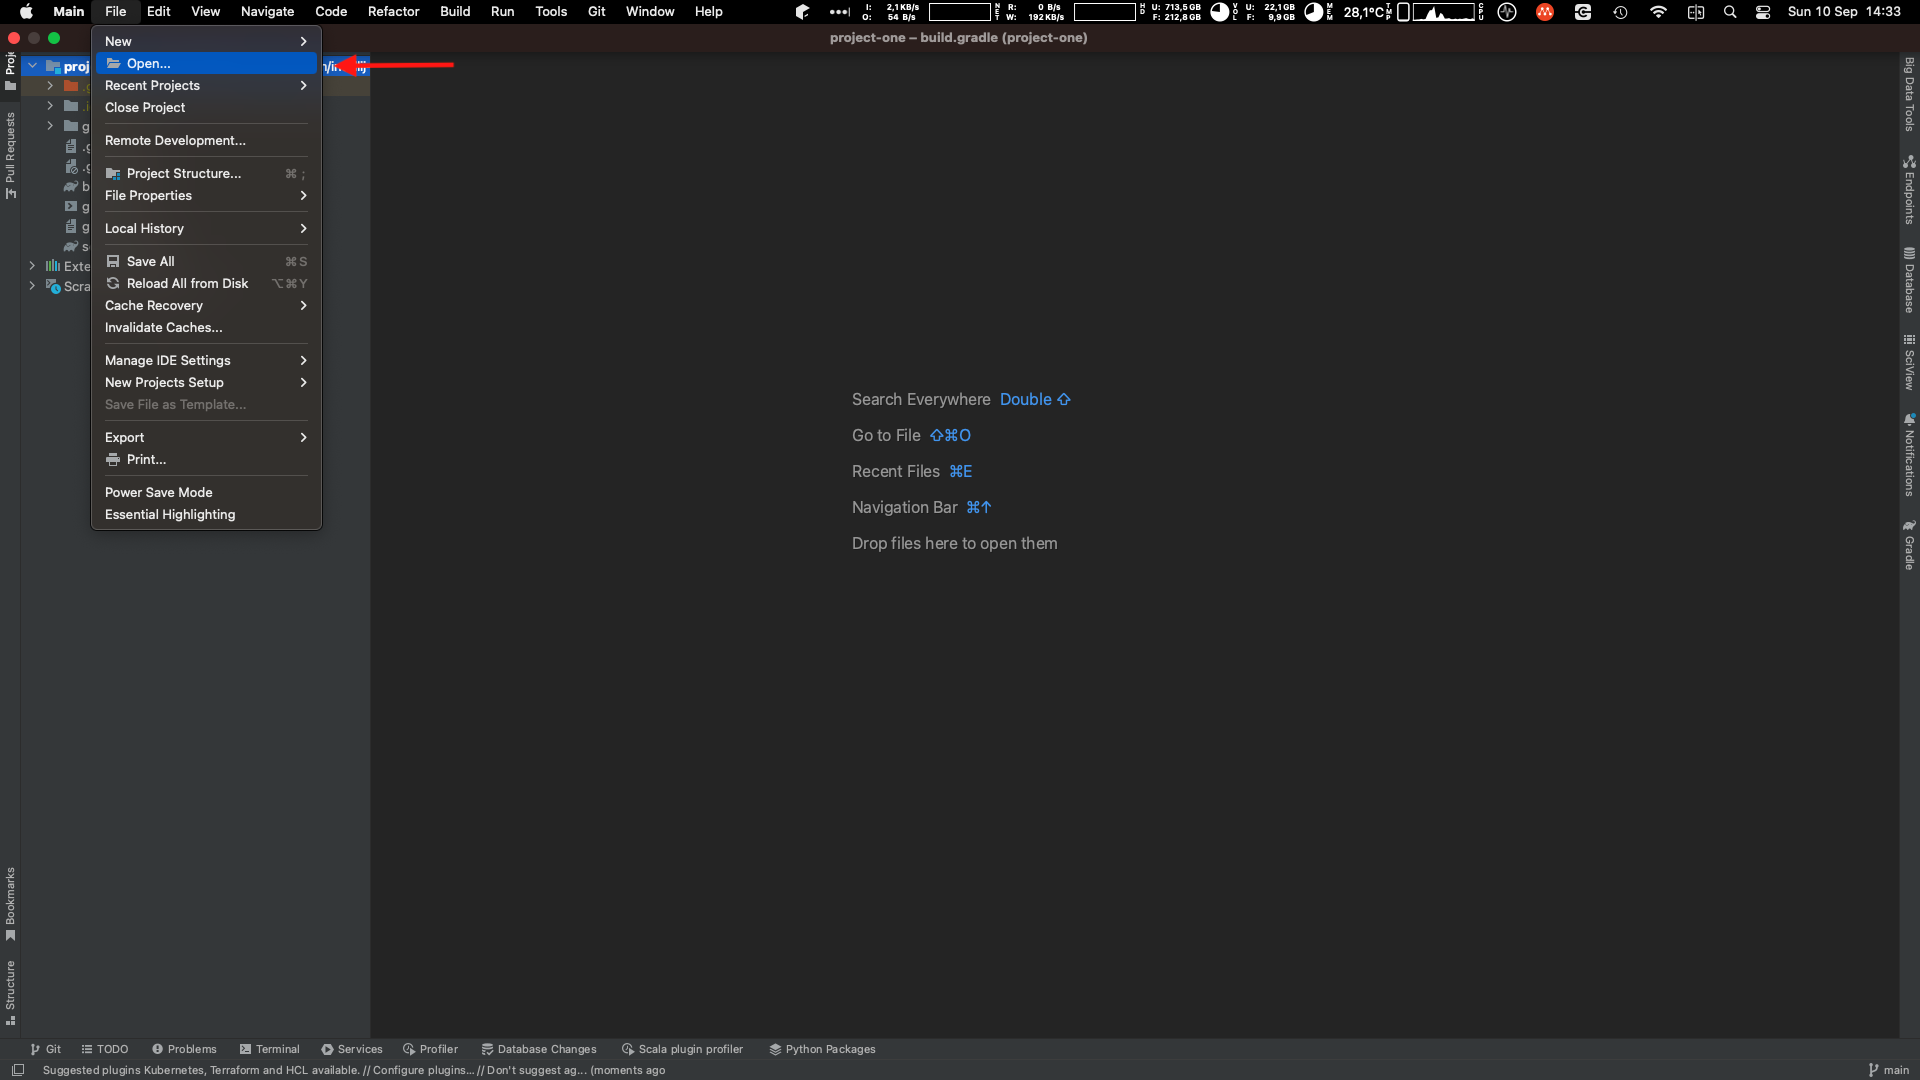 Main File Edit View Navigate Code Refactor Build Run Tools Git Window Help
I: 2,1 KB/s
O: 54 B/s
NET
R: 0 B/s
W: 192 KB/s
HD
U: 713,5 GB
F: 212,8 GB
VOL
U: 22,1 GB
F: 9,9 GB
MEM
28,1°C
TMP
CPU
Sun 10 Sep 14:33
project-one – build.gradle (project-one)
New
Open...
Recent Projects
Close Project
Remote Development...
Project Structure... ⌘ ;
File Properties
Local History
Save All ⌘S
Reload All from Disk ⌥⌘Y
Cache Recovery
Invalidate Caches...
Manage IDE Settings
New Projects Setup
Save File as Template...
Export
Print...
Power Save Mode
Essential Highlighting
proj
Exte
Scra
Proj
Pull Requests
Bookmarks
Structure
Search Everywhere Double ⇧
Go to File ⇧⌘O
Recent Files ⌘E
Navigation Bar ⌘↑
Drop files here to open them
Big Data Tools
Endpoints
Database
SciView
Notifications
Gradle
Git TODO Problems Terminal Services Profiler Database Changes Scala plugin profiler Python Packages
Suggested plugins Kubernetes, Terraform and HCL available. // Configure plugins... // Don't suggest ag... (moments ago
main